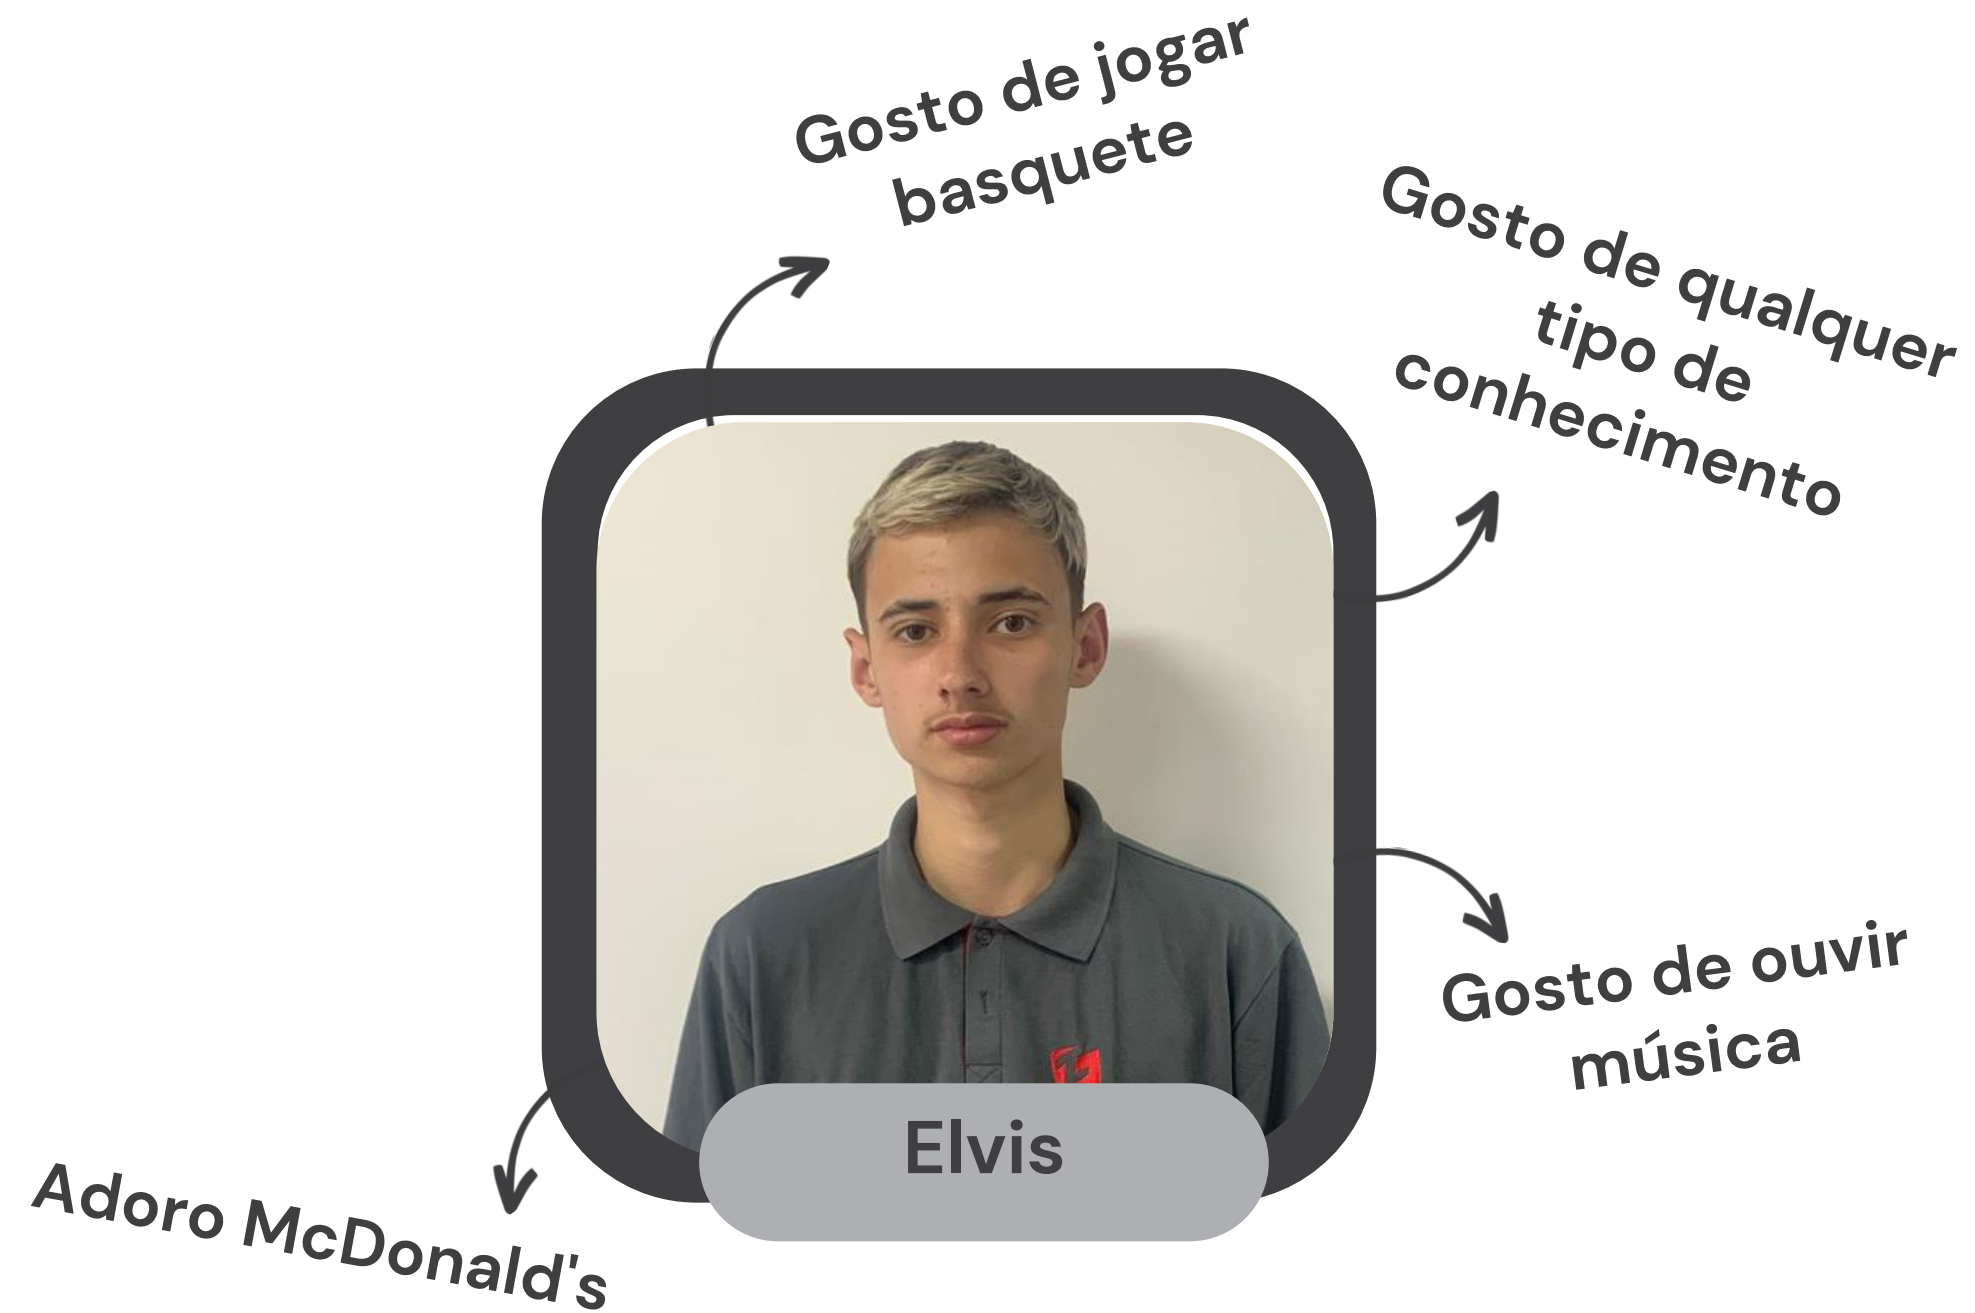 Gosto de jogar
basquete
Gosto de qualquer
tipo de
conhecimento
Gosto de ouvir
música
Elvis
Adoro McDonald's